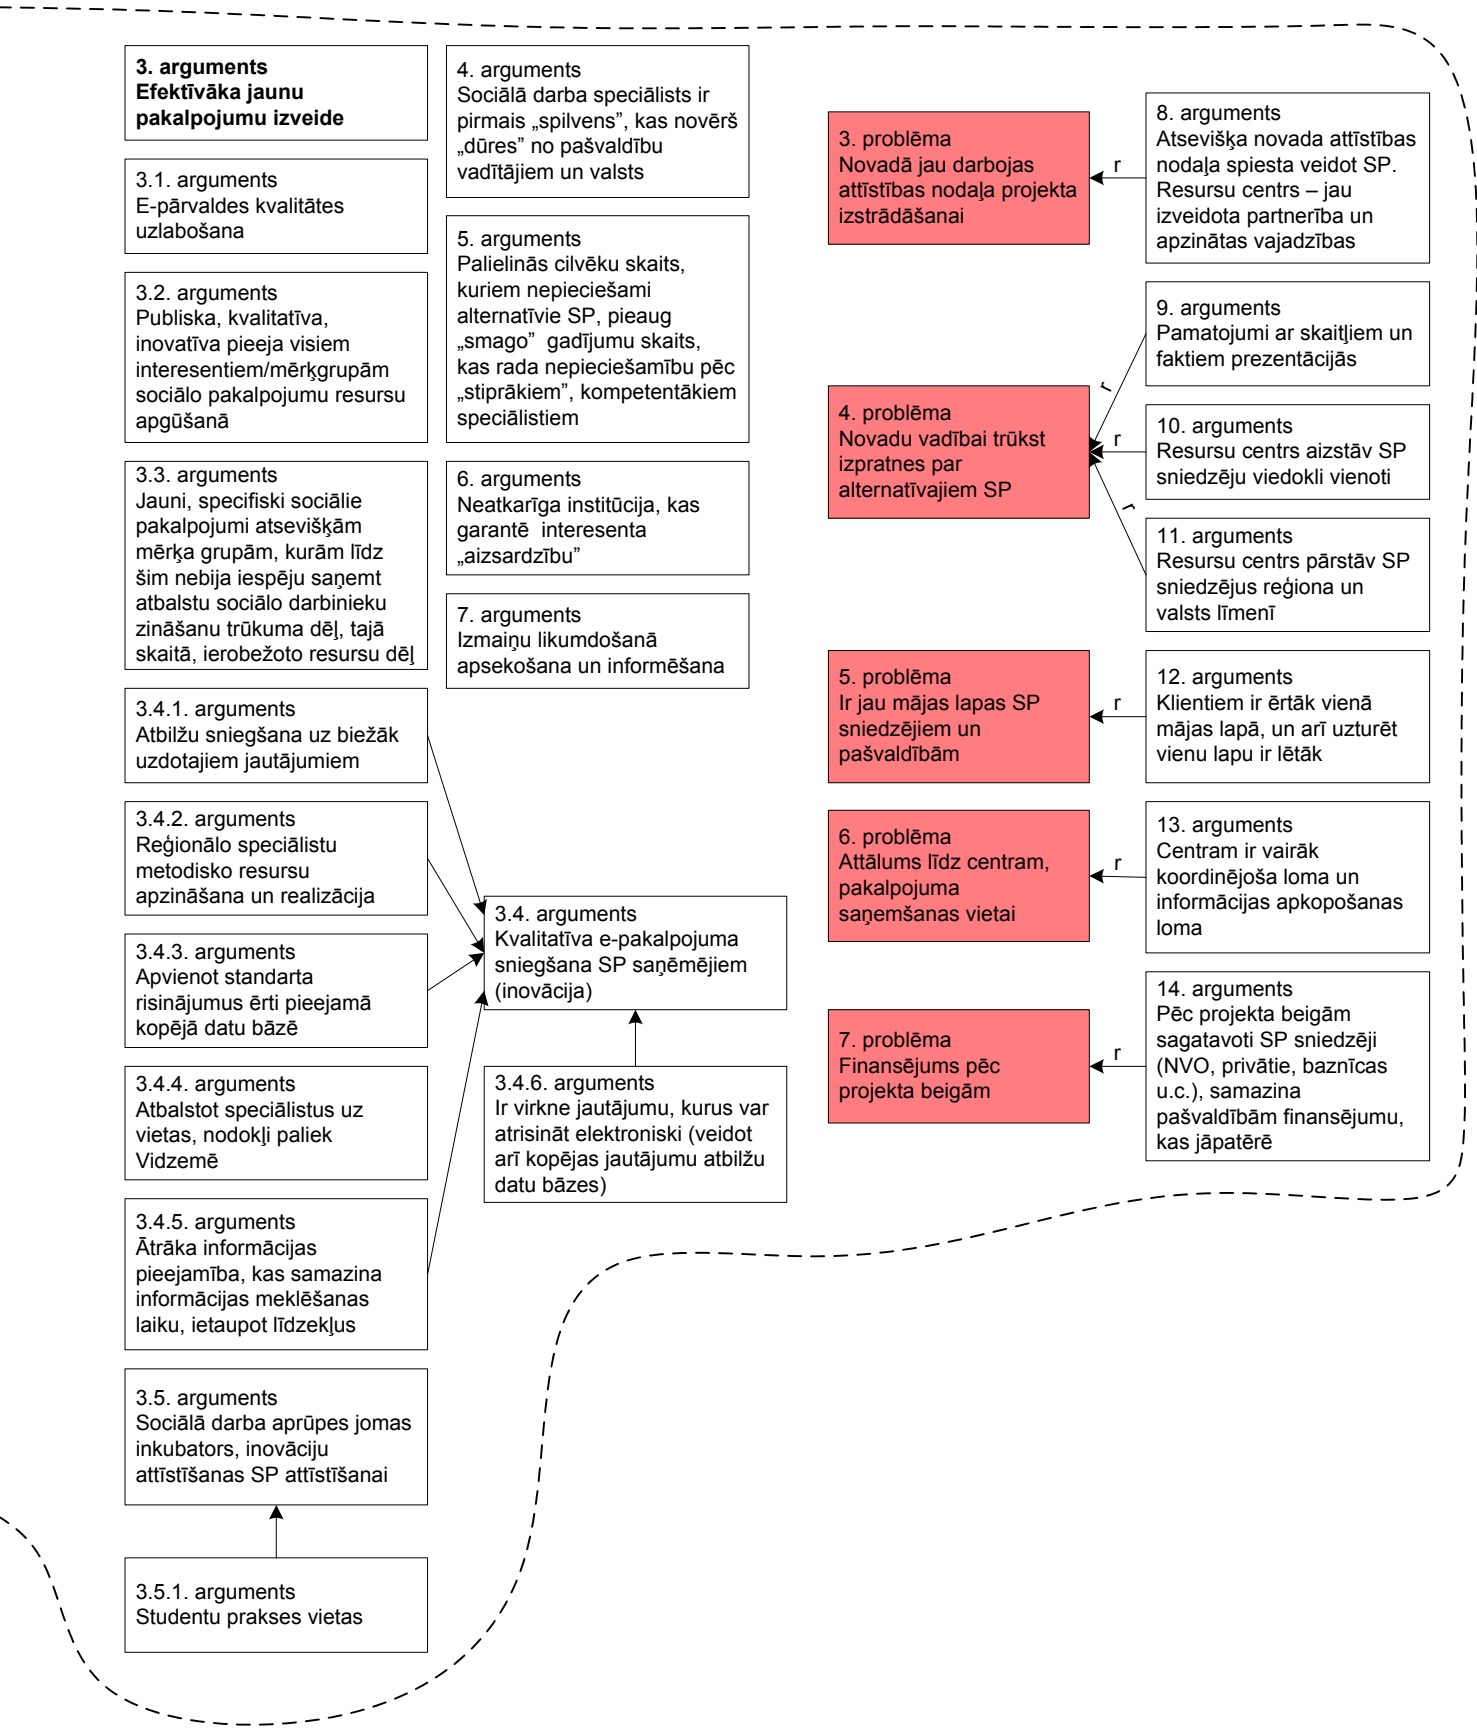 3. arguments
Efektīvāka jaunu
pakalpojumu izveide
3.1. arguments
E-pārvaldes kvalitātes
uzlabošana
3.2. arguments
Publiska, kvalitatīva,
inovatīva pieeja visiem
interesentiem/mērķgrupām
sociālo pakalpojumu resursu
apgūšanā
3.3. arguments
Jauni, specifiski sociālie
pakalpojumi atsevišķām
mērķa grupām, kurām līdz
šim nebija iespēju saņemt
atbalstu sociālo darbinieku
zināšanu trūkuma dēļ, tajā
skaitā, ierobežoto resursu dēļ
3.4.1. arguments
Atbilžu sniegšana uz biežāk
uzdotajiem jautājumiem
3.4.2. arguments
Reģionālo speciālistu
metodisko resursu
apzināšana un realizācija
3.4.3. arguments
Apvienot standarta
risinājumus ērti pieejamā
kopējā datu bāzē
3.4.4. arguments
Atbalstot speciālistus uz
vietas, nodokļi paliek
Vidzemē
3.4.5. arguments
Ātrāka informācijas
pieejamība, kas samazina
informācijas meklēšanas
laiku, ietaupot līdzekļus
3.5. arguments
Sociālā darba aprūpes jomas
inkubators, inovāciju
attīstīšanas SP attīstīšanai
3.5.1. arguments
Studentu prakses vietas
4. arguments
Sociālā darba speciālists ir
pirmais „spilvens”, kas novērš
„dūres” no pašvaldību
vadītājiem un valsts
5. arguments
Palielinās cilvēku skaits,
kuriem nepieciešami
alternatīvie SP, pieaug
„smago” gadījumu skaits,
kas rada nepieciešamību pēc
„stiprākiem”, kompetentākiem
speciālistiem
6. arguments
Neatkarīga institūcija, kas
garantē interesenta
„aizsardzību”
7. arguments
Izmaiņu likumdošanā
apsekošana un informēšana
3.4. arguments
Kvalitatīva e-pakalpojuma
sniegšana SP saņēmējiem
(inovācija)
3.4.6. arguments
Ir virkne jautājumu, kurus var
atrisināt elektroniski (veidot
arī kopējas jautājumu atbilžu
datu bāzes)
3. problēma
Novadā jau darbojas
attīstības nodaļa projekta
izstrādāšanai
r
8. arguments
Atsevišķa novada attīstības
nodaļa spiesta veidot SP.
Resursu centrs – jau
izveidota partnerība un
apzinātas vajadzības
4. problēma
Novadu vadībai trūkst
izpratnes par
alternatīvajiem SP
r
r
r
9. arguments
Pamatojumi ar skaitļiem un
faktiem prezentācijās
10. arguments
Resursu centrs aizstāv SP
sniedzēju viedokli vienoti
11. arguments
Resursu centrs pārstāv SP
sniedzējus reģiona un
valsts līmenī
5. problēma
Ir jau mājas lapas SP
sniedzējiem un
pašvaldībām
r
12. arguments
Klientiem ir ērtāk vienā
mājas lapā, un arī uzturēt
vienu lapu ir lētāk
6. problēma
Attālums līdz centram,
pakalpojuma
saņemšanas vietai
r
13. arguments
Centram ir vairāk
koordinējoša loma un
informācijas apkopošanas
loma
7. problēma
Finansējums pēc
projekta beigām
r
14. arguments
Pēc projekta beigām
sagatavoti SP sniedzēji
(NVO, privātie, baznīcas
u.c.), samazina
pašvaldībām finansējumu,
kas jāpatērē